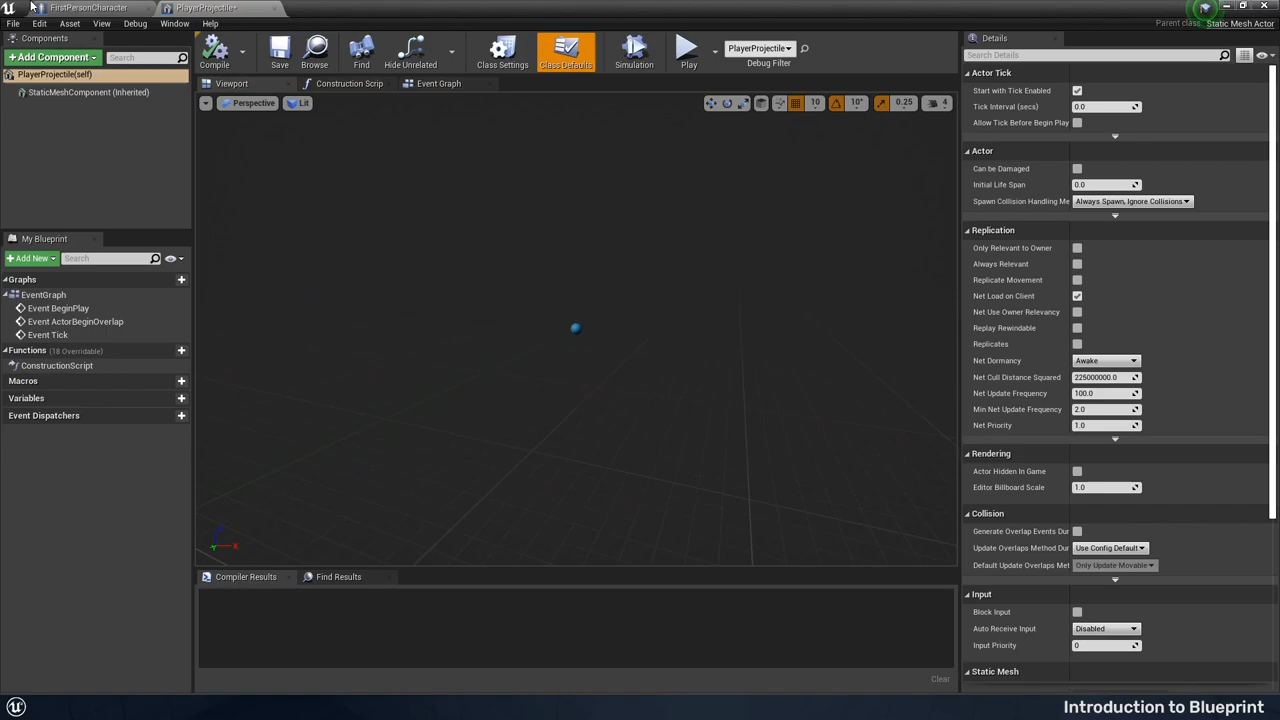 FirstPersonCharacter
PlayerProjectile*
File Edit Asset View Debug Window Help
Parent class: Static Mesh Actor
Components
+Add Component
Search
PlayerProjectile(self)
StaticMeshComponent (Inherited)
Compile
Save
Browse
Find
Hide Unrelated
Class Settings
Class Defaults
Simulation
Play
PlayerProjectile
Debug Filter
Viewport
Construction Scrip
Event Graph
Perspective
Lit
10
10°
0.25
4
My Blueprint
+Add New
Search
Graphs
EventGraph
Event BeginPlay
Event ActorBeginOverlap
Event Tick
Functions (18 Overridable)
ConstructionScript
Macros
Variables
Event Dispatchers
Compiler Results
Find Results
Clear
Details
Search Details
Actor Tick
Start with Tick Enabled
Tick Interval (secs) 0.0
Allow Tick Before Begin Play
Actor
Can be Damaged
Initial Life Span 0.0
Spawn Collision Handling Me Always Spawn, Ignore Collisions
Replication
Only Relevant to Owner
Always Relevant
Replicate Movement
Net Load on Client
Net Use Owner Relevancy
Replay Rewindable
Replicates
Net Dormancy Awake
Net Cull Distance Squared 225000000.0
Net Update Frequency 100.0
Min Net Update Frequency 2.0
Net Priority 1.0
Rendering
Actor Hidden In Game
Editor Billboard Scale 1.0
Collision
Generate Overlap Events Dur
Update Overlaps Method Dur Use Config Default
Default Update Overlaps Met Only Update Movable
Input
Block Input
Auto Receive Input Disabled
Input Priority 0
Static Mesh
Introduction to Blueprint